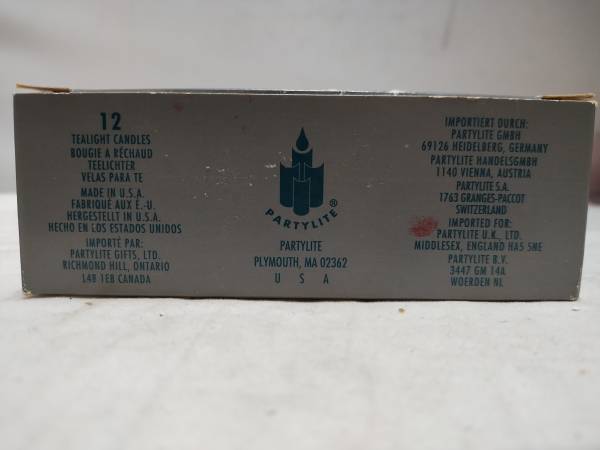 12
TEALIGHT CANDLES
BOUGIE A RÉCHAUD
TEELICHTER
VELAS PARA TE
MADE IN U.S.A.
FABRIQUÉ AUX É.-U.
HERGESTELLT IN U.S.A.
HECHO EN LOS ESTADOS UNIDOS
IMPORTÉ PAR:
PARTYLITE GIFTS, LTD.
RICHMOND HILL, ONTARIO
L4B 1EB CANADA
PARTYLITE®
PARTYLITE
PLYMOUTH, MA 02362
U S A
IMPORTIERT DURCH:
PARTYLITE GMBH
69126 HEIDELBERG, GERMANY
PARTYLITE HANDELSGMBH
1140 VIENNA, AUSTRIA
PARTYLITE S.A.
1763 GRANGES-PACCOT
SWITZERLAND
IMPORTED FOR:
PARTYLITE U.K., LTD.
MIDDLESEX, ENGLAND HA5 5NE
PARTYLITE B.V.
3447 GM 14A
WOERDEN NL